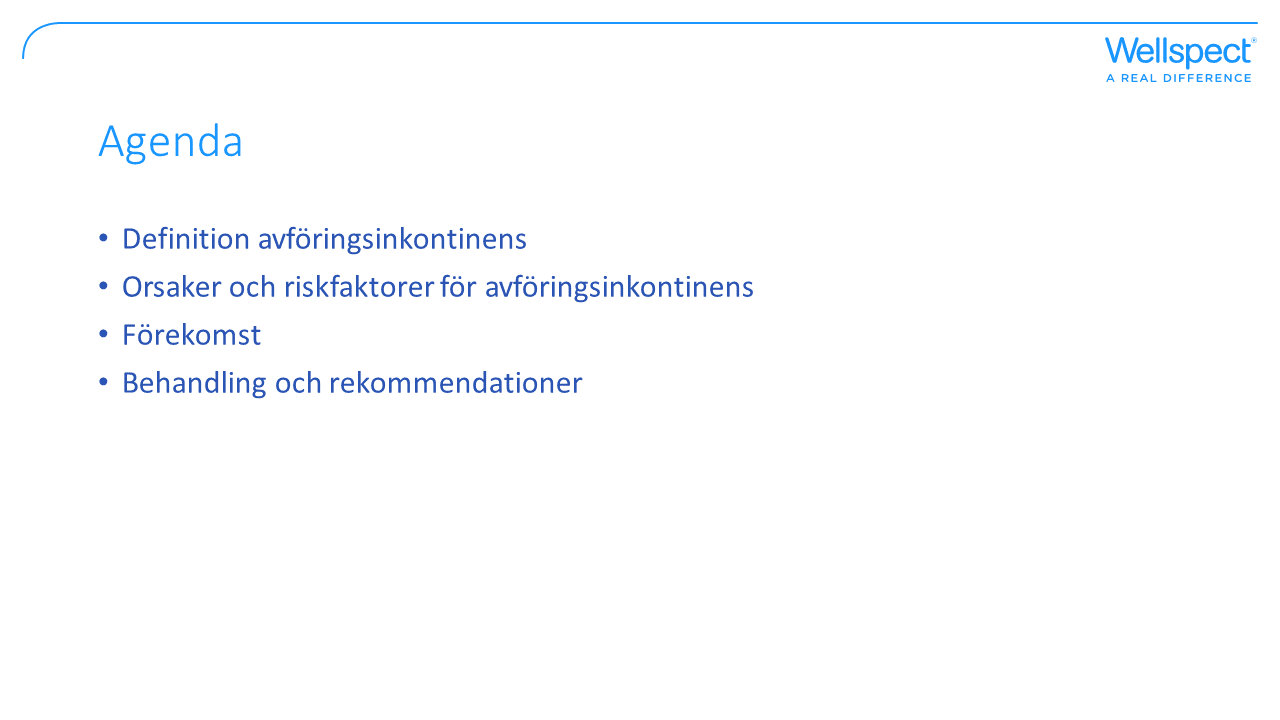 Wellspect®
A REAL DIFFERENCE
Agenda
• Definition avföringsinkontinens
• Orsaker och riskfaktorer för avföringsinkontinens
• Förekomst
• Behandling och rekommendationer